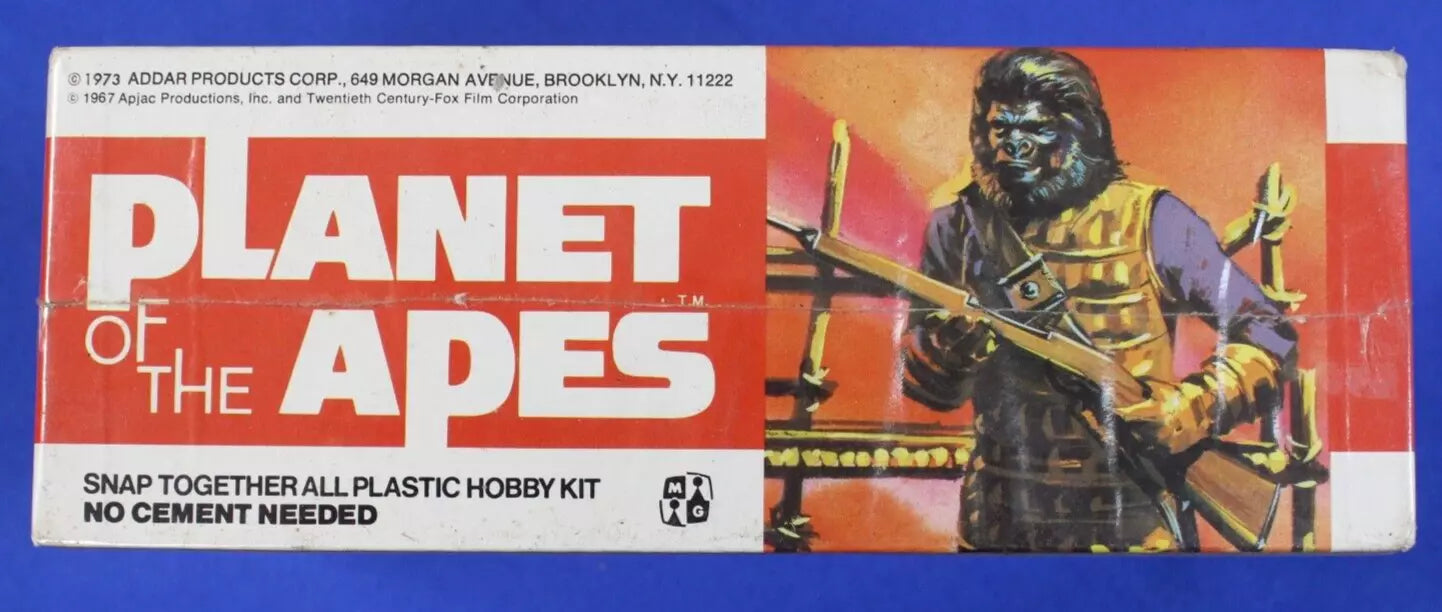 © 1973 ADDAR PRODUCTS CORP., 649 MORGAN AVENUE, BROOKLYN, N.Y. 11222
© 1967 Apjac Productions, Inc. and Twentieth Century-Fox Film Corporation
PLANET
TM
OF
THE APES
SNAP TOGETHER ALL PLASTIC HOBBY KIT
NO CEMENT NEEDED
M
G